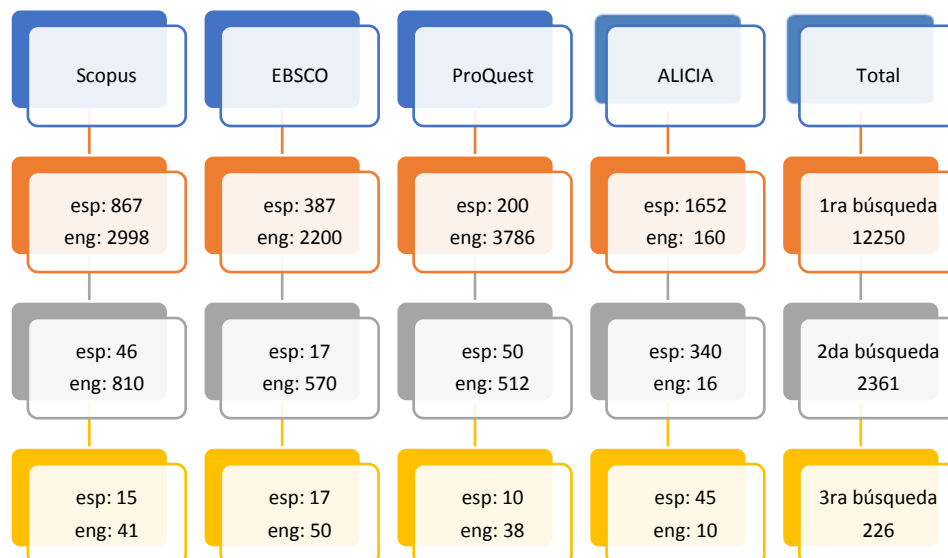 Scopus
EBSCO
ProQuest
ALICIA
Total
esp: 867
eng: 2998
esp: 387
eng: 2200
esp: 200
eng: 3786
esp: 1652
eng: 160
1ra búsqueda
12250
esp: 46
eng: 810
esp: 17
eng: 570
esp: 50
eng: 512
esp: 340
eng: 16
2da búsqueda
2361
esp: 15
eng: 41
esp: 17
eng: 50
esp: 10
eng: 38
esp: 45
eng: 10
3ra búsqueda
226